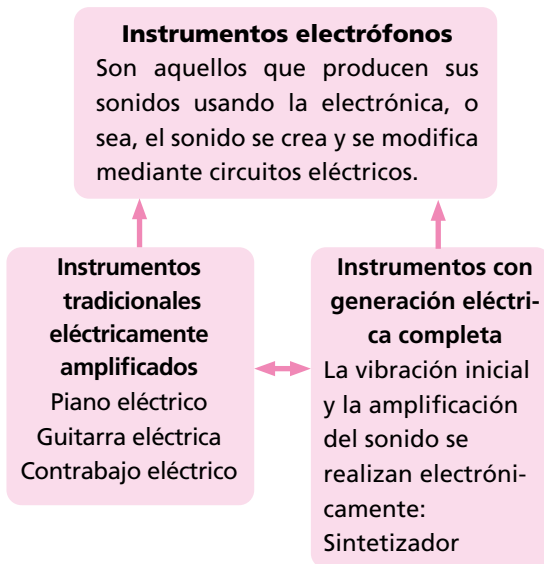 Instrumentos electrófonos
Son aquellos que producen sus
sonidos usando la electrónica, o
sea, el sonido se crea y se modifica
mediante circuitos eléctricos.
Instrumentos
tradicionales
eléctricamente
amplificados
Piano eléctrico
Guitarra eléctrica
Contrabajo eléctrico
Instrumentos con
generación eléctri-
ca completa
La vibración inicial
y la amplificación
del sonido se
realizan electróni-
camente:
Sintetizador